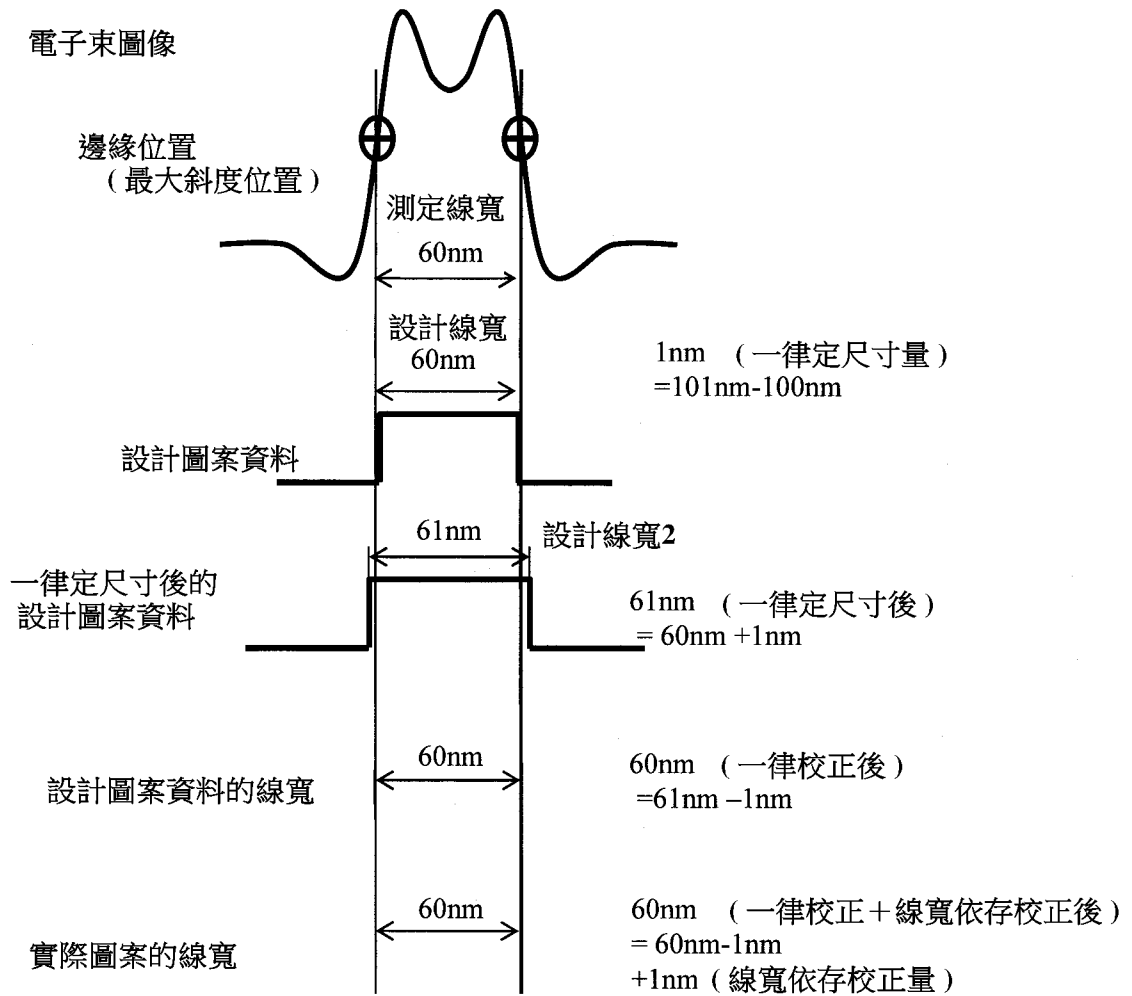 電子束圖像
邊緣位置
(最大斜度位置)
測定線寬
60nm
設計線寬
60nm
1nm (一律定尺寸量)
=101nm-100nm
設計圖案資料
61nm
設計線寬2
一律定尺寸後的
設計圖案資料
61nm (一律定尺寸後)
= 60nm +1nm
60nm
設計圖案資料的線寬
60nm (一律校正後)
=61nm –1nm
60nm
實際圖案的線寬
60nm (一律校正+線寬依存校正後)
= 60nm-1nm
+1nm (線寬依存校正量)